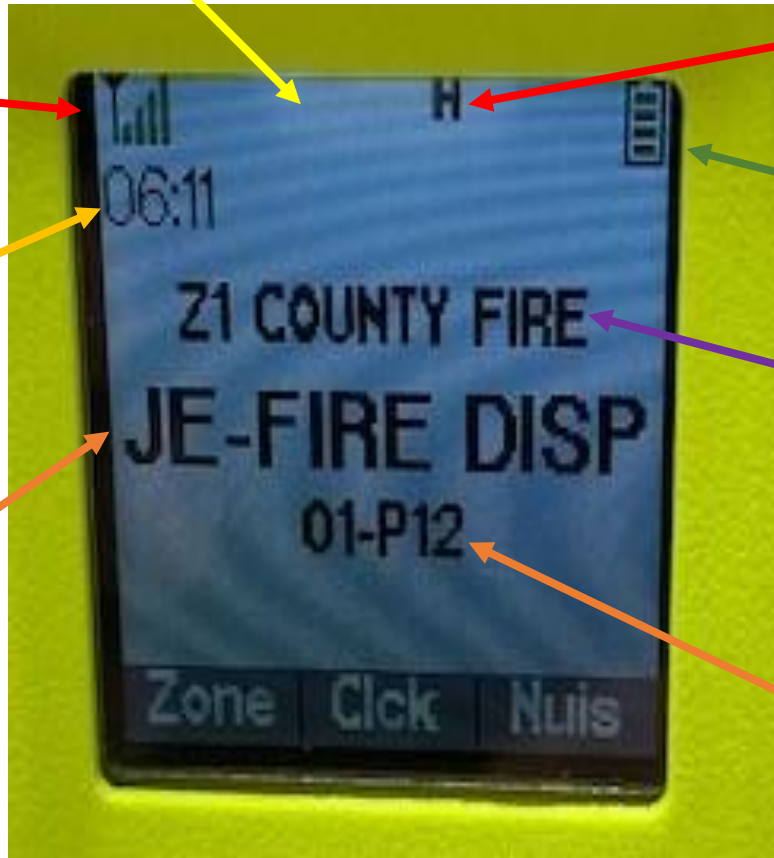 H
06:11
Z1 COUNTY FIRE
JE-FIRE DISP
01-P12
Zone Clck Nuis